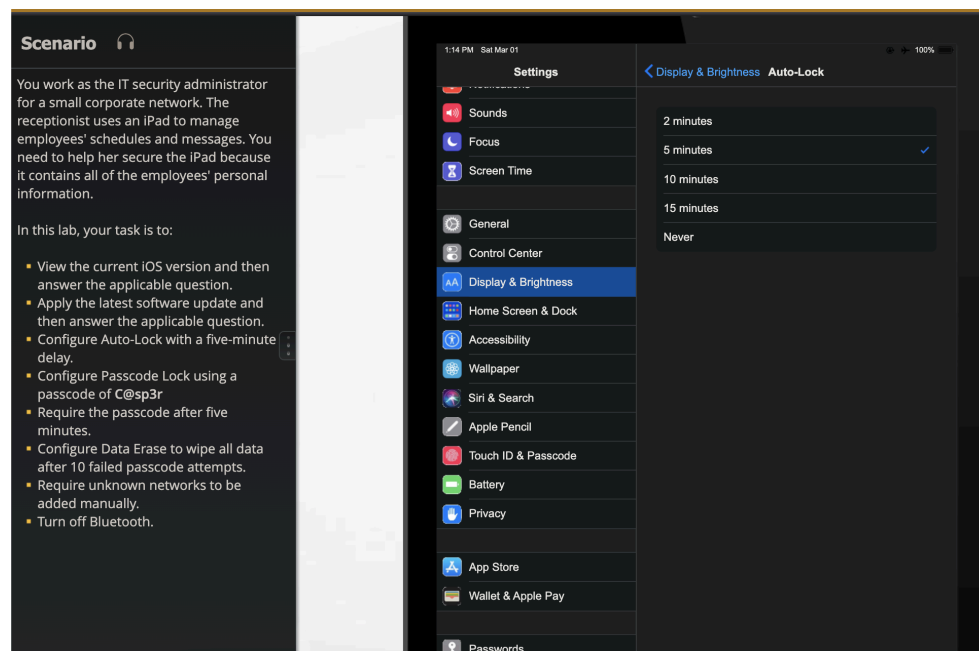 Scenario
You work as the IT security administrator
for a small corporate network. The
receptionist uses an iPad to manage
employees' schedules and messages. You
need to help her secure the iPad because
it contains all of the employees' personal
information.
In this lab, your task is to:
▪ View the current iOS version and then
answer the applicable question.
▪ Apply the latest software update and
then answer the applicable question.
▪ Configure Auto-Lock with a five-minute
delay.
▪ Configure Passcode Lock using a
passcode of C@sp3r
▪ Require the passcode after five
minutes.
▪ Configure Data Erase to wipe all data
after 10 failed passcode attempts.
▪ Require unknown networks to be
added manually.
▪ Turn off Bluetooth.
1:14 PM Sat Mar 01
100%
Settings
Notifications
Sounds
Focus
Screen Time
General
Control Center
AA Display & Brightness
Home Screen & Dock
Accessibility
Wallpaper
Siri & Search
Apple Pencil
Touch ID & Passcode
Battery
Privacy
App Store
Wallet & Apple Pay
Passwords
Display & Brightness Auto-Lock
2 minutes
5 minutes
10 minutes
15 minutes
Never